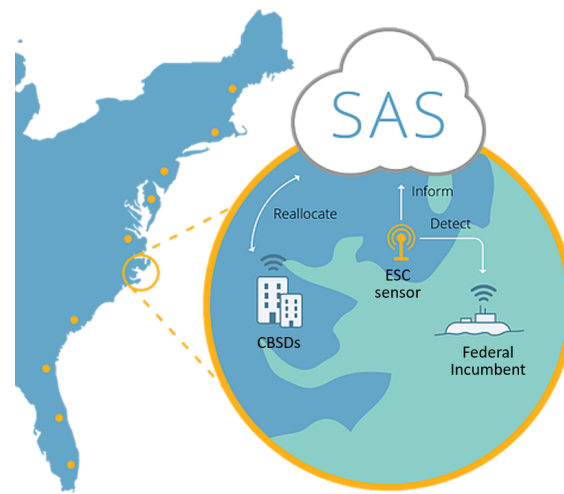 SAS
Inform
Reallocate
Detect
ESC
sensor
CBSDs
Federal
Incumbent